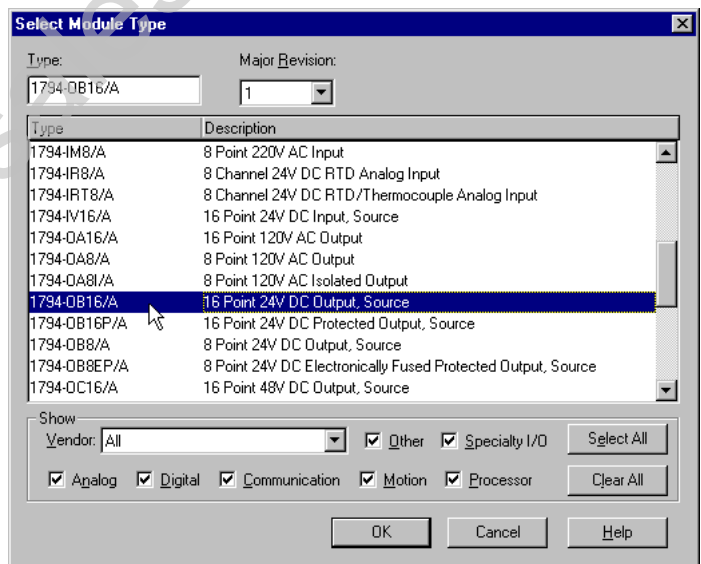 Select Module Type
Type: Major Revision:
1794-OB16/A 1
Type Description
1794-IM8/A 8 Point 220V AC Input
1794-IR8/A 8 Channel 24V DC RTD Analog Input
1794-IRT8/A 8 Channel 24V DC RTD/Thermocouple Analog Input
1794-IV16/A 16 Point 24V DC Input, Source
1794-OA16/A 16 Point 120V AC Output
1794-OA8/A 8 Point 120V AC Output
1794-OA8I/A 8 Point 120V AC Isolated Output
1794-OB16/A 16 Point 24V DC Output, Source
1794-OB16P/A 16 Point 24V DC Protected Output, Source
1794-OB8/A 8 Point 24V DC Output, Source
1794-OB8EP/A 8 Point 24V DC Electronically Fused Protected Output, Source
1794-OC16/A 16 Point 48V DC Output, Source
Show
Vendor: All Other Specialty I/O Select All
Analog Digital Communication Motion Processor Clear All
OK Cancel Help